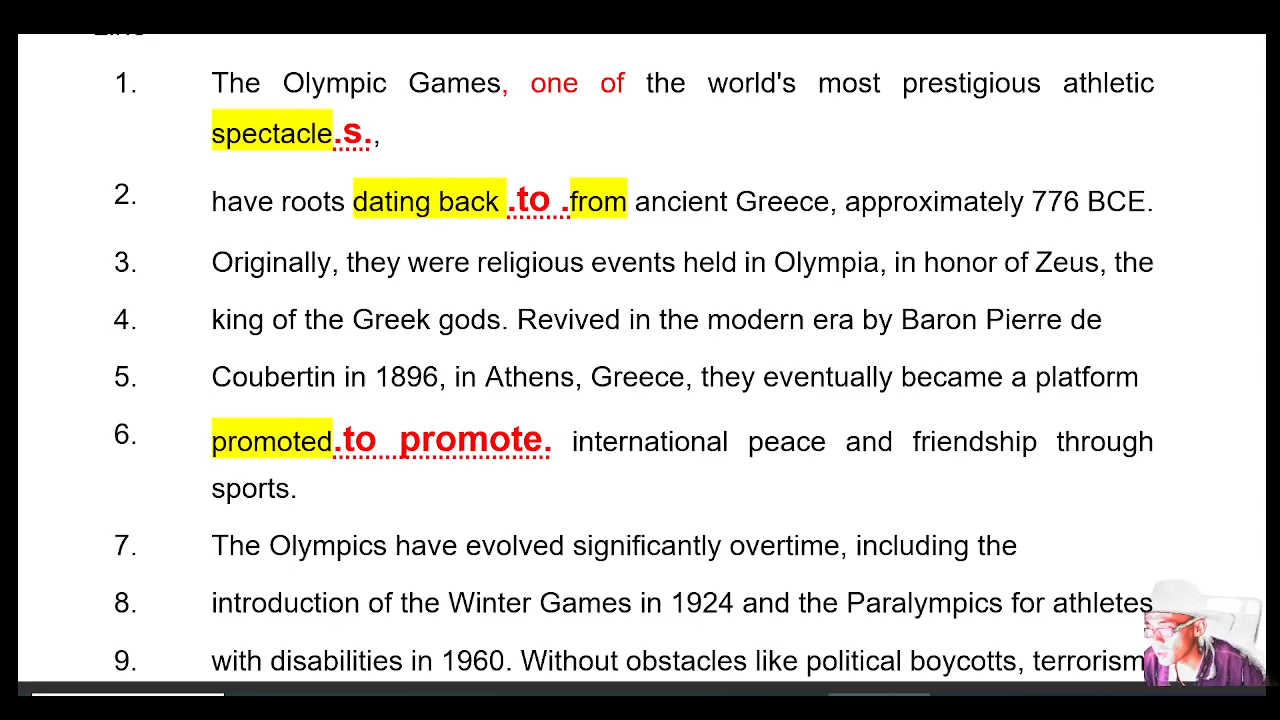 1. The Olympic Games, one of the world's most prestigious athletic
spectacle.s.,
2. have roots dating back .to .from ancient Greece, approximately 776 BCE.
3. Originally, they were religious events held in Olympia, in honor of Zeus, the
4. king of the Greek gods. Revived in the modern era by Baron Pierre de
5. Coubertin in 1896, in Athens, Greece, they eventually became a platform
6. promoted.to promote. international peace and friendship through
sports.
7. The Olympics have evolved significantly overtime, including the
8. introduction of the Winter Games in 1924 and the Paralympics for athletes
9. with disabilities in 1960. Without obstacles like political boycotts, terrorism